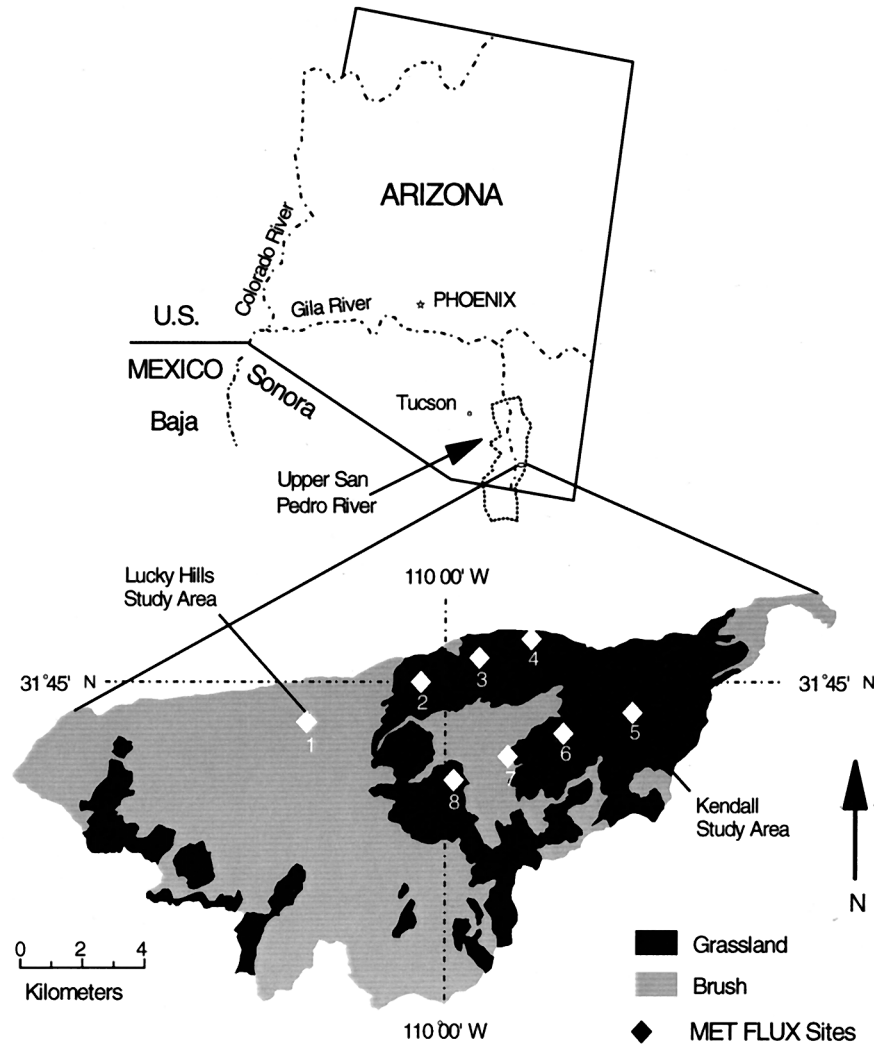 ARIZONA
Colorado River
Gila River
PHOENIX
U.S.
MEXICO
Sonora
Baja
Tucson
Upper San
Pedro River
Lucky Hills
Study Area
110 00' W
31°45' N
31°45' N
4
3
2
1
5
6
7
8
Kendall
Study Area
N
0 2 4
Kilometers
Grassland
Brush
MET FLUX Sites
110°00' W